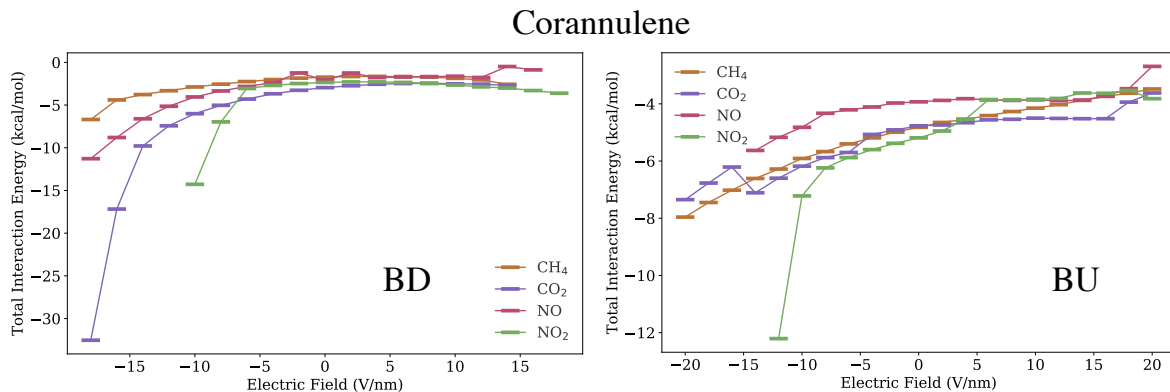 Corannulene
Total Interaction Energy (kcal/mol)
0
−5
−10
−15
−20
−25
−30
BD
CH₄
CO₂
NO
NO₂
−15
−10
−5
0
5
10
15
Electric Field (V/nm)
Total Interaction Energy (kcal/mol)
−4
−6
−8
−10
−12
CH₄
CO₂
NO
NO₂
BU
−20
−15
−10
−5
0
5
10
15
20
Electric Field (V/nm)